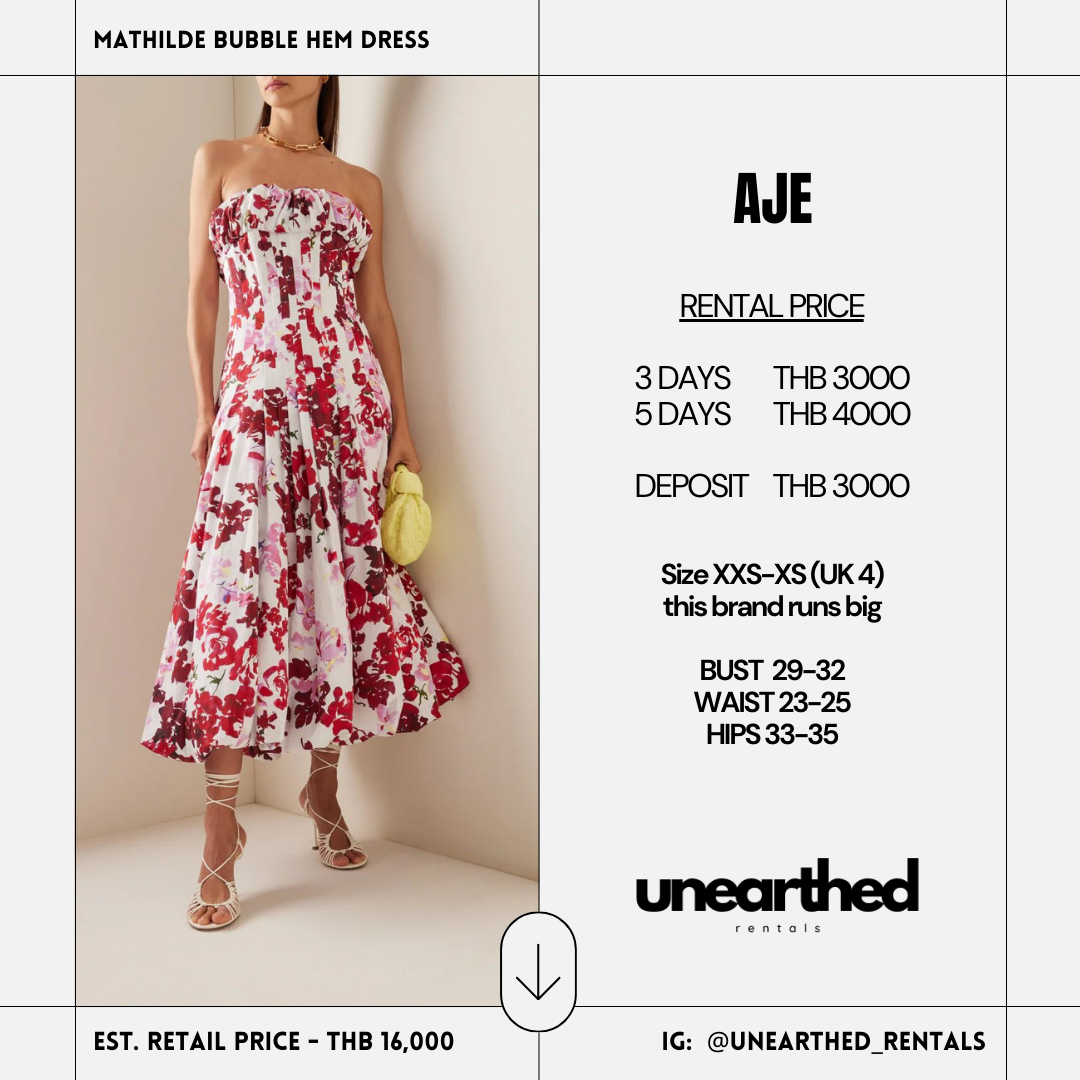 MATHILDE BUBBLE HEM DRESS
AJE
RENTAL PRICE
3 DAYS THB 3000
5 DAYS THB 4000
DEPOSIT THB 3000
Size XXS-XS (UK 4)
this brand runs big
BUST 29-32
WAIST 23-25
HIPS 33-35
unearthed
rentals
EST. RETAIL PRICE - THB 16,000
IG: @UNEARTHED_RENTALS